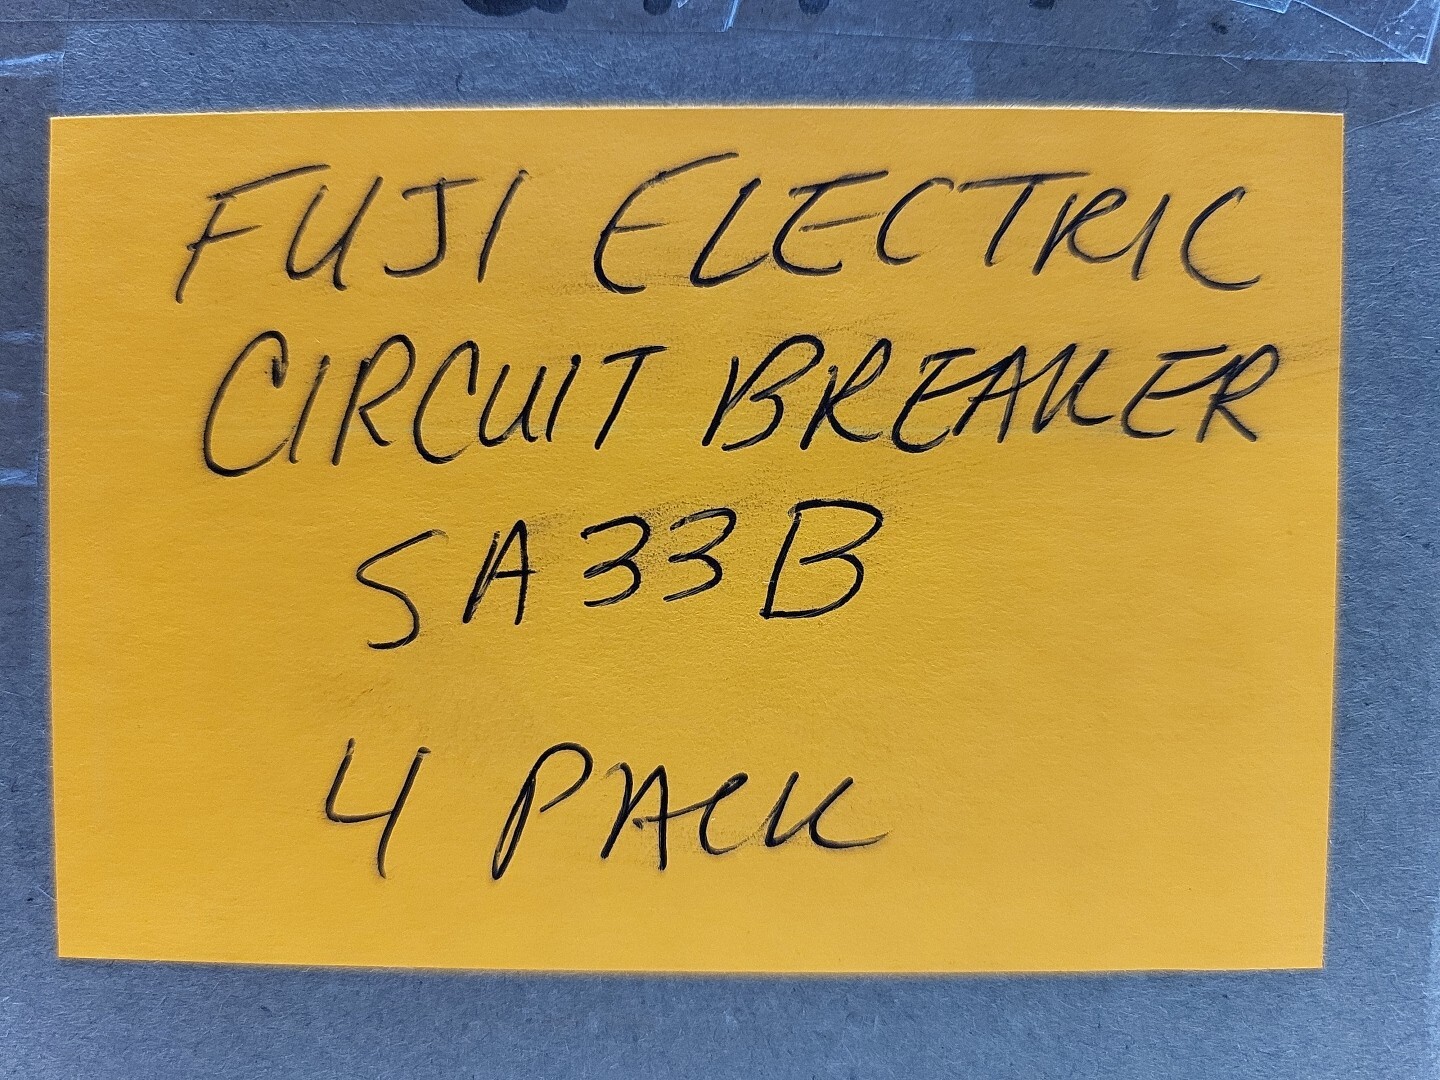 FUJI ELECTRIC
CIRCUIT BREAKER
SA33B
4 PACK